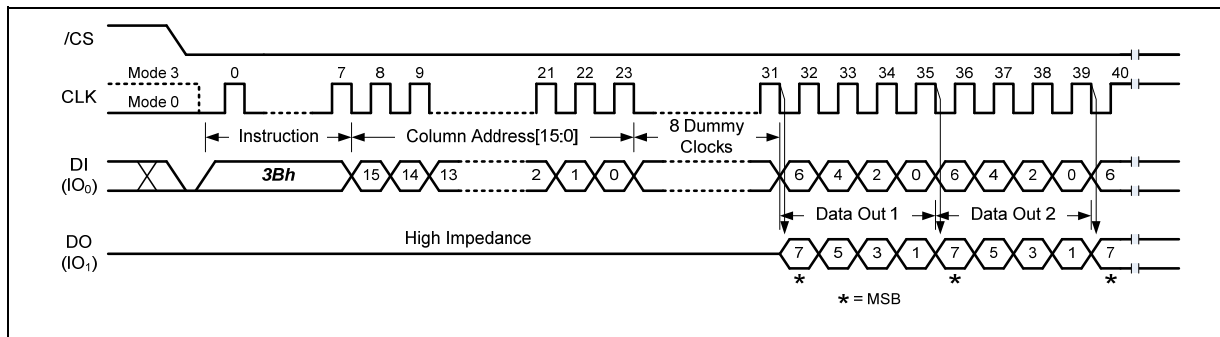 /CS
Mode 3 0 7 8 9 21 22 23 31 32 33 34 35 36 37 38 39 40
CLK Mode 0
Instruction Column Address[15:0] 8 Dummy Clocks
DI (IO₀) 3Bh 15 14 13 2 1 0 6 4 2 0 6 4 2 0 6
Data Out 1 Data Out 2
DO (IO₁) High Impedance 7 5 3 1 7 5 3 1 7
* * *
* = MSB